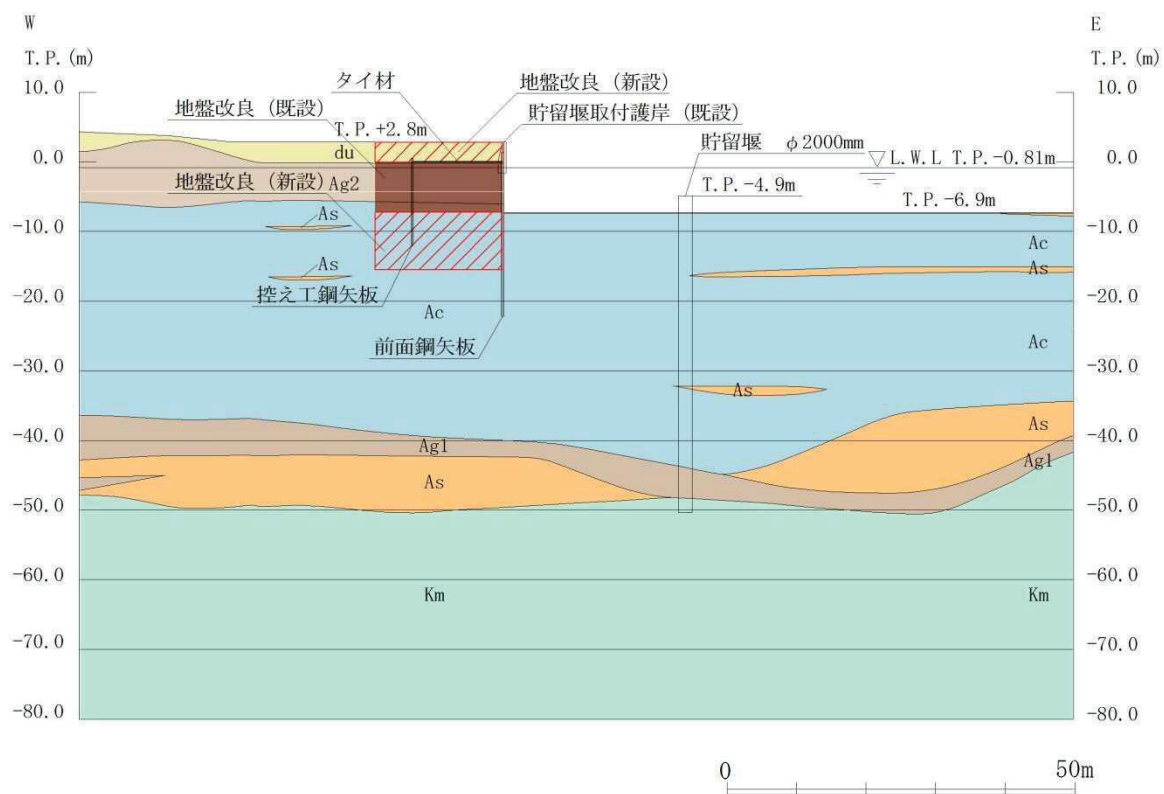 W
E
T.P.(m)
T.P.(m)
10.0
10.0
タイ材
地盤改良（新設）
地盤改良（既設）
貯留堰取付護岸（既設）
T.P.+2.8m
貯留堰 φ2000mm
du
0.0
L.W.L T.P.-0.81m
0.0
地盤改良（新設）
Ag2
T.P.-4.9m
T.P.-6.9m
As
-10.0
-10.0
Ac
As
As
-20.0
控え工鋼矢板
-20.0
Ac
前面鋼矢板
Ac
-30.0
-30.0
As
As
-40.0
Ag1
-40.0
Ag1
As
-50.0
-50.0
-60.0
Km
Km
-60.0
-70.0
-70.0
-80.0
-80.0
0
50m